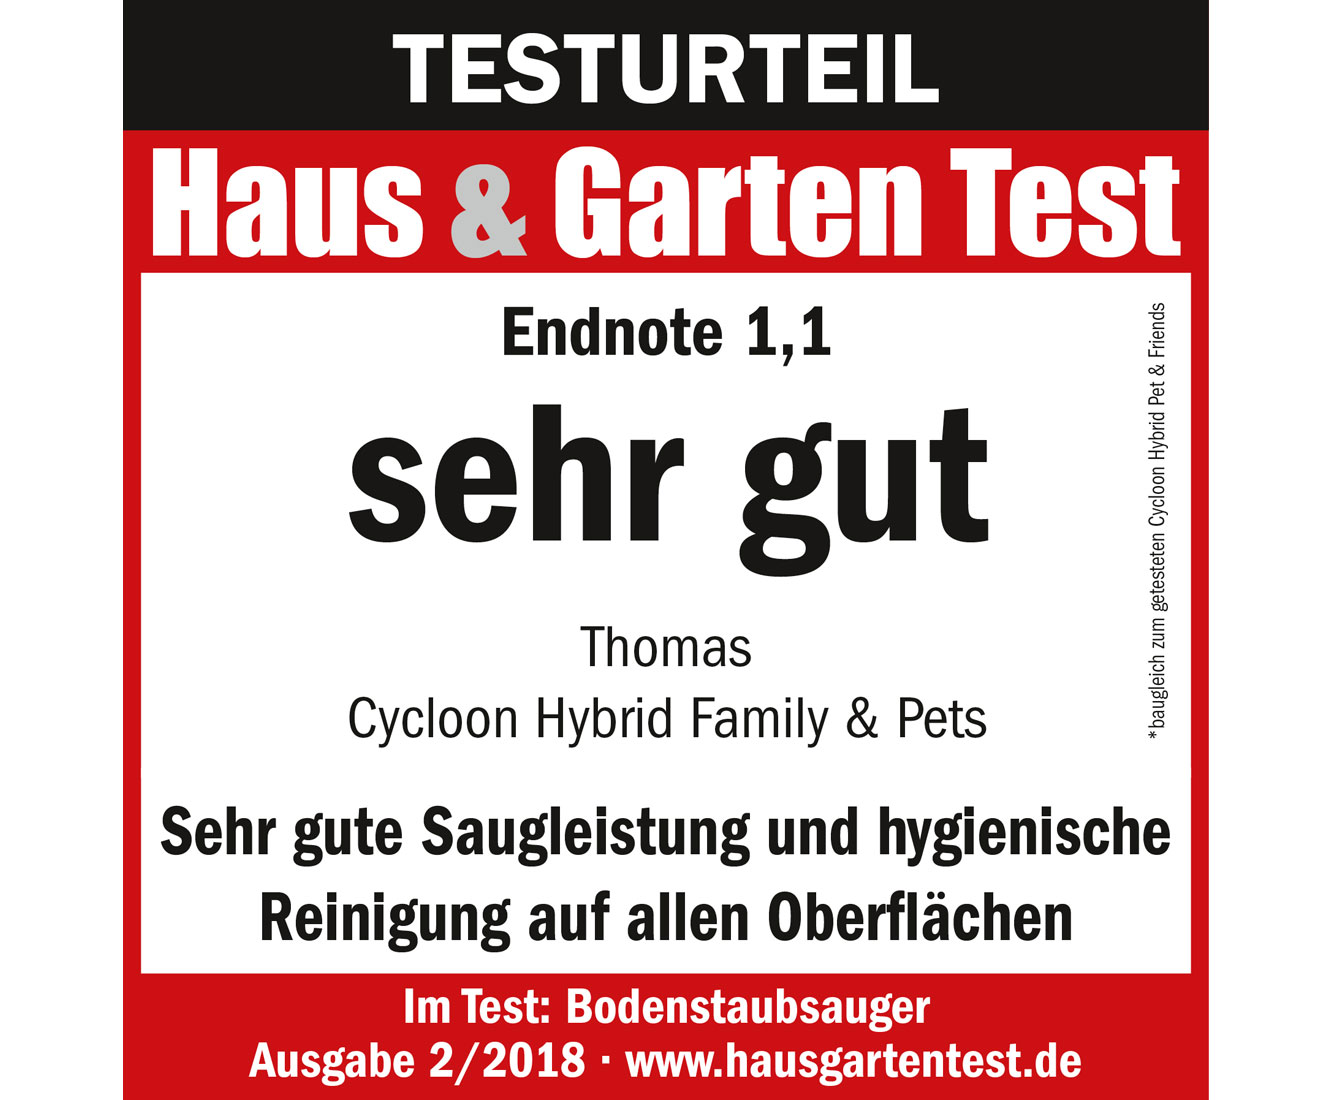 TESTURTEIL
Haus & Garten Test
Endnote 1,1
sehr gut
Thomas
Cycloon Hybrid Family & Pets
Sehr gute Saugleistung und hygienische
Reinigung auf allen Oberflächen
*baugleich zum getesteten Cycloon Hybrid Pet & Friends
Im Test: Bodenstaubsauger
Ausgabe 2/2018 · www.hausgartentest.de